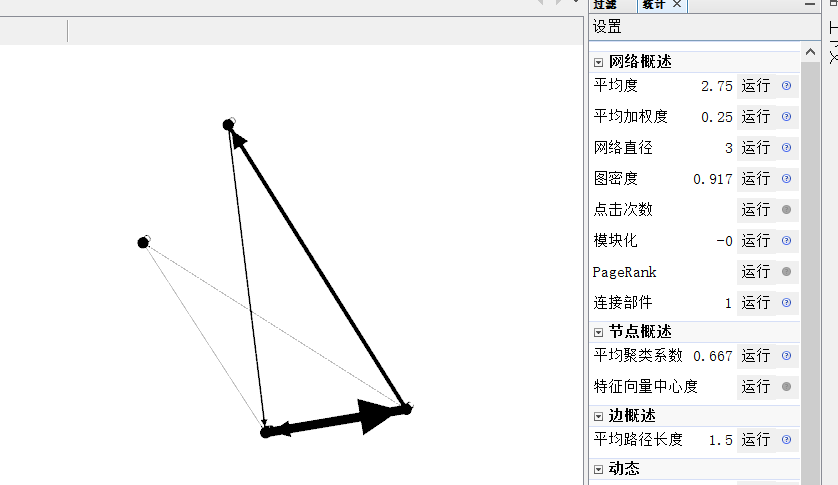 过滤 统计
设置
网络概述
平均度 2.75 运行
平均加权度 0.25 运行
网络直径 3 运行
图密度 0.917 运行
点击次数 运行
模块化 -0 运行
PageRank 运行
连接部件 1 运行
节点概述
平均聚类系数 0.667 运行
特征向量中心度 运行
边概述
平均路径长度 1.5 运行
动态